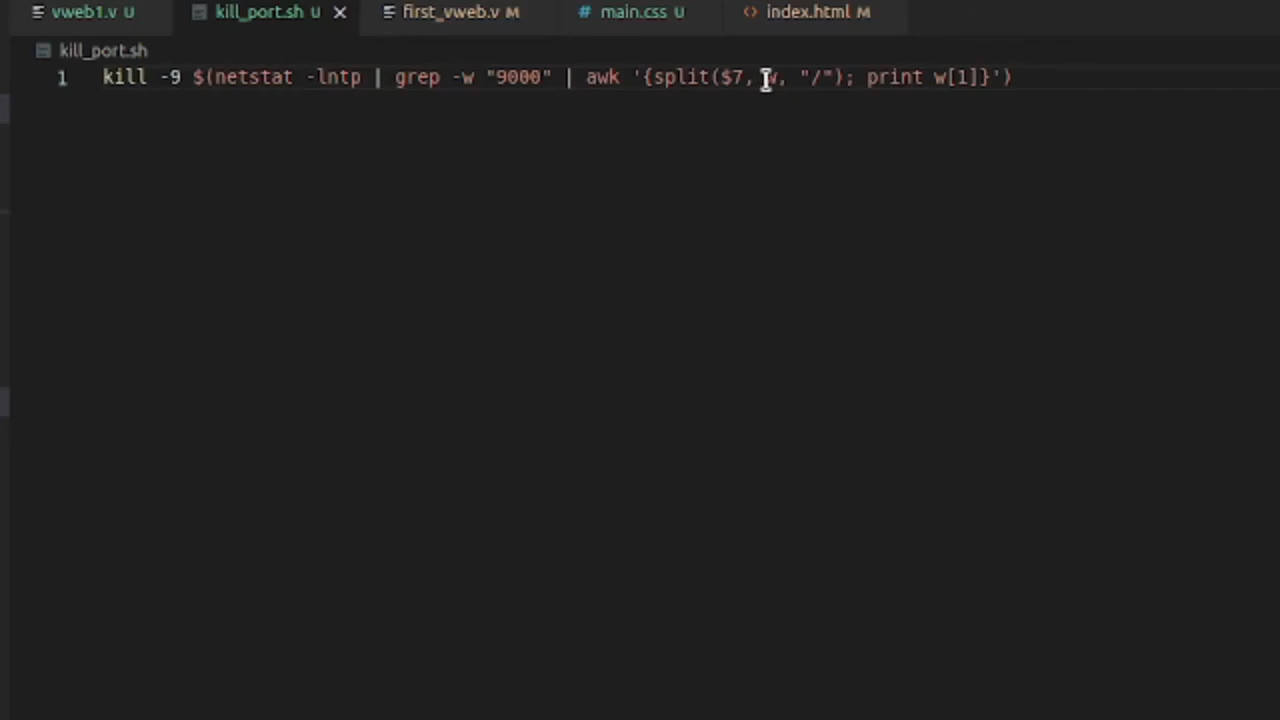 vweb1.v U kill_port.sh U first_vweb.v M # main.css U <> index.html M
kill_port.sh
1 kill -9 $(netstat -lntp | grep -w "9000" | awk '{split($7, w, "/"); print w[1]}')